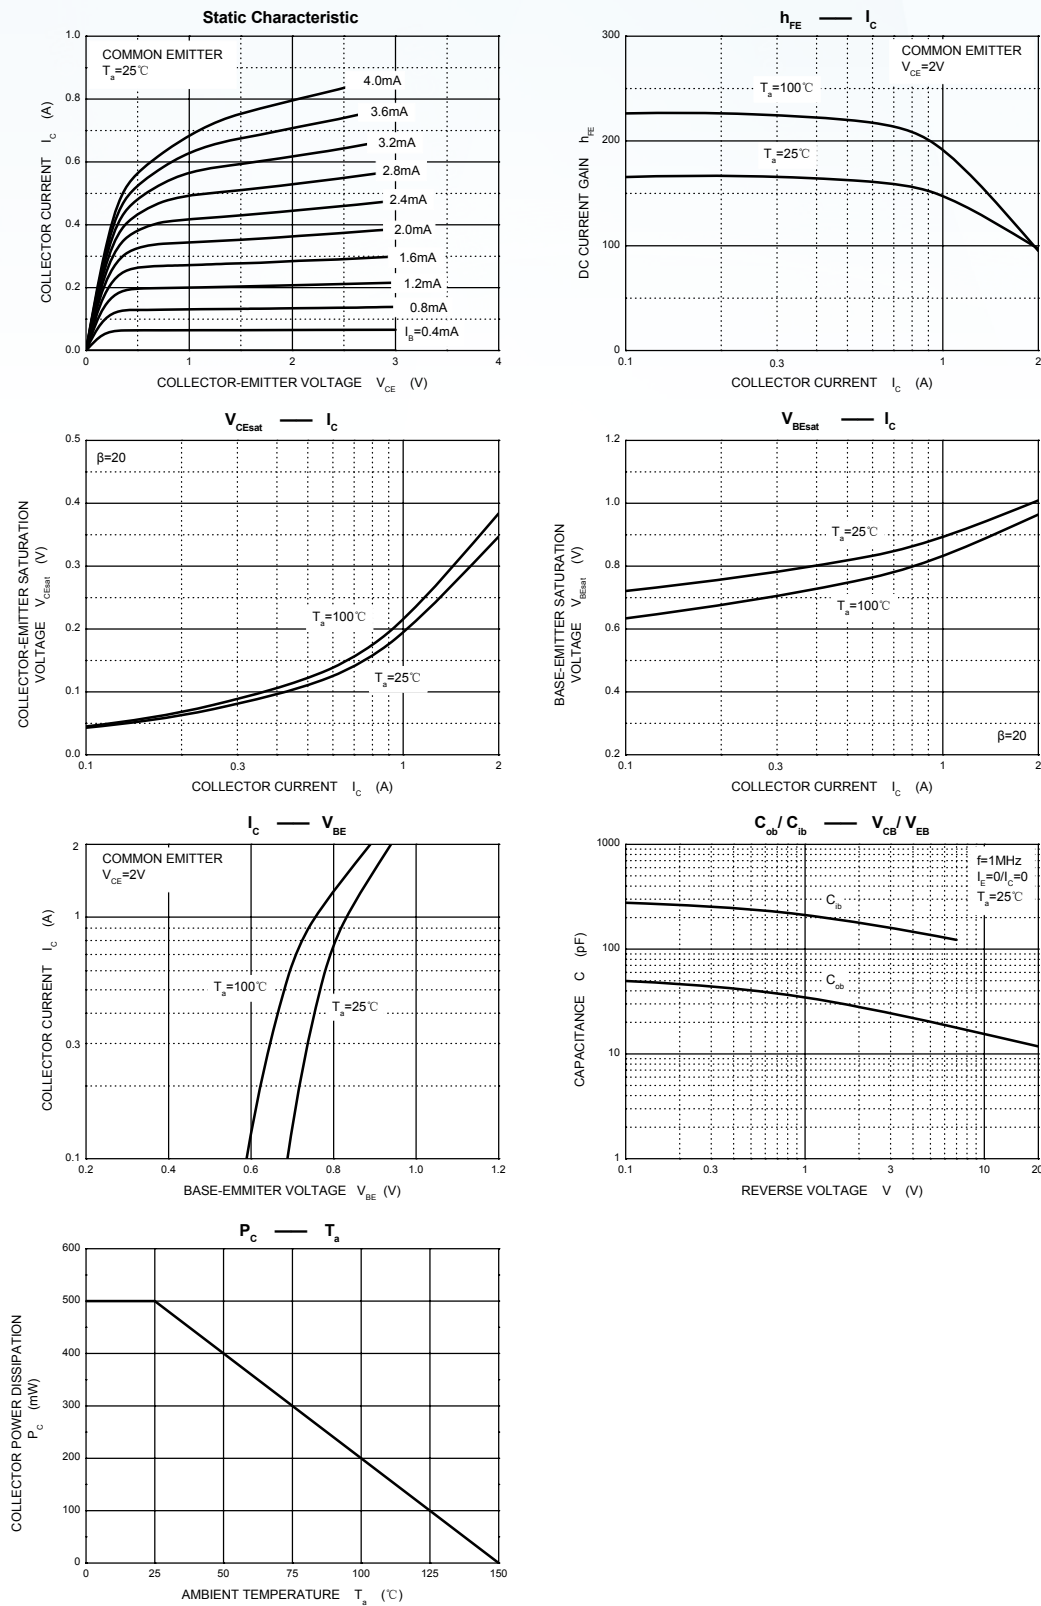 Static Characteristic
COMMON EMITTER
Ta=25℃
4.0mA
3.6mA
3.2mA
2.8mA
2.4mA
2.0mA
1.6mA
1.2mA
0.8mA
IB=0.4mA
1.0
0.8
0.6
0.4
0.2
0.0
0 1 2 3 4
COLLECTOR CURRENT IC (A)
COLLECTOR-EMITTER VOLTAGE VCE (V)
hFE —— IC
COMMON EMITTER
VCE=2V
Ta=100℃
Ta=25℃
300
200
100
0
0.1 0.3 1 2
DC CURRENT GAIN hFE
COLLECTOR CURRENT IC (A)
VCEsat —— IC
β=20
Ta=100℃
Ta=25℃
0.5
0.4
0.3
0.2
0.1
0.0
0.1 0.3 1 2
COLLECTOR-EMITTER SATURATION
VOLTAGE VCEsat (V)
COLLECTOR CURRENT IC (A)
VBEsat —— IC
Ta=25℃
Ta=100℃
β=20
1.2
1.0
0.8
0.6
0.4
0.2
0.1 0.3 1 2
BASE-EMITTER SATURATION
VOLTAGE VBEsat (V)
COLLECTOR CURRENT IC (A)
IC —— VBE
COMMON EMITTER
VCE=2V
Ta=100℃
Ta=25℃
2
1
0.3
0.1
0.2 0.4 0.6 0.8 1.0 1.2
COLLECTOR CURRENT IC (A)
BASE-EMMITER VOLTAGE VBE (V)
Cob/ Cib —— VCB/ VEB
f=1MHz
IE=0/IC=0
Ta=25℃
Cib
Cob
1000
100
10
1
0.1 0.3 1 3 10 20
CAPACITANCE C (pF)
REVERSE VOLTAGE V (V)
PC —— Ta
600
500
400
300
200
100
0
0 25 50 75 100 125 150
COLLECTOR POWER DISSIPATION
PC (mW)
AMBIENT TEMPERATURE Ta (℃)